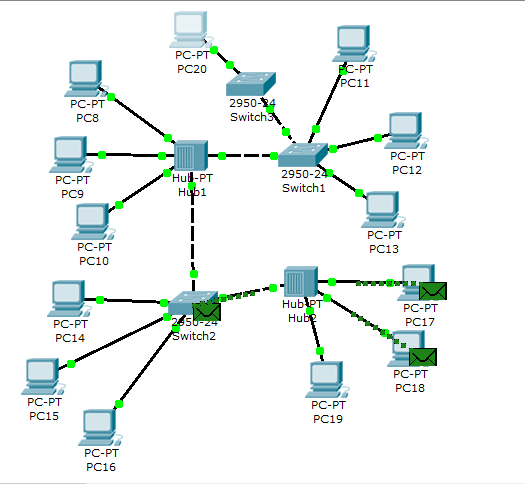 PC-PT
PC20
PC-PT
PC11
2950-24
Switch3
PC-PT
PC8
PC-PT
PC12
PC-PT
PC9
Hub-PT
Hub1
2950-24
Switch1
PC-PT
PC10
PC-PT
PC13
PC-PT
PC14
2950-24
Switch2
Hub-PT
Hub2
PC-PT
PC17
PC-PT
PC15
PC-PT
PC18
PC-PT
PC19
PC-PT
PC16